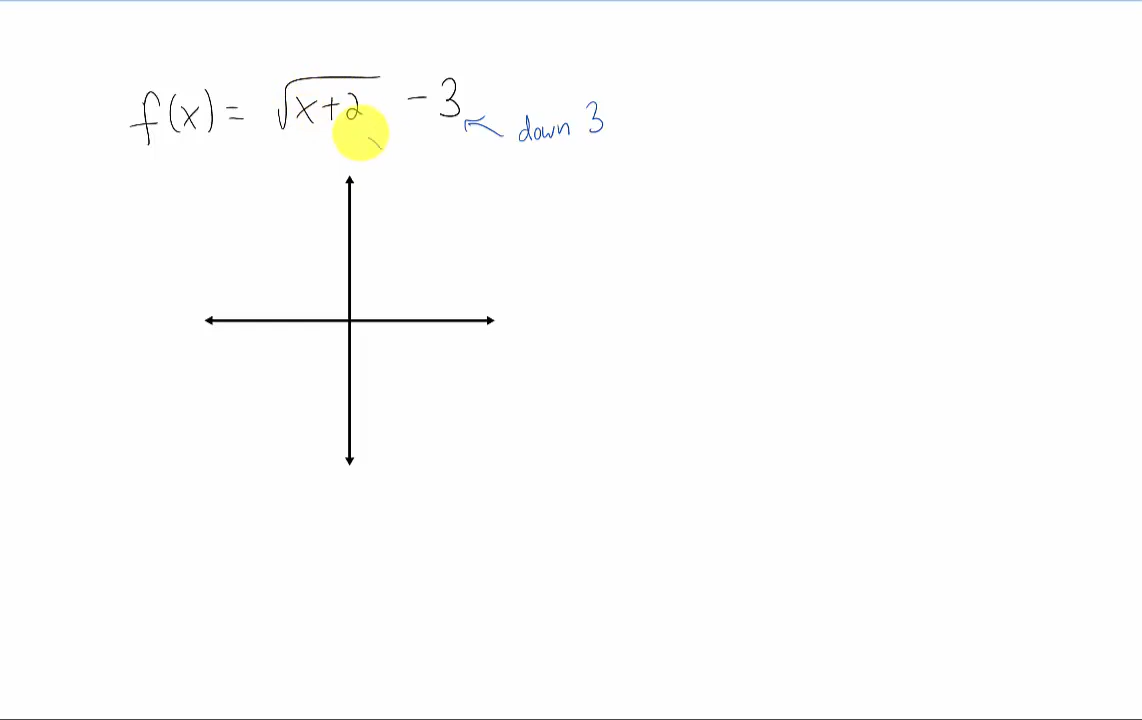 f(x) = √x+2 - 3
down 3